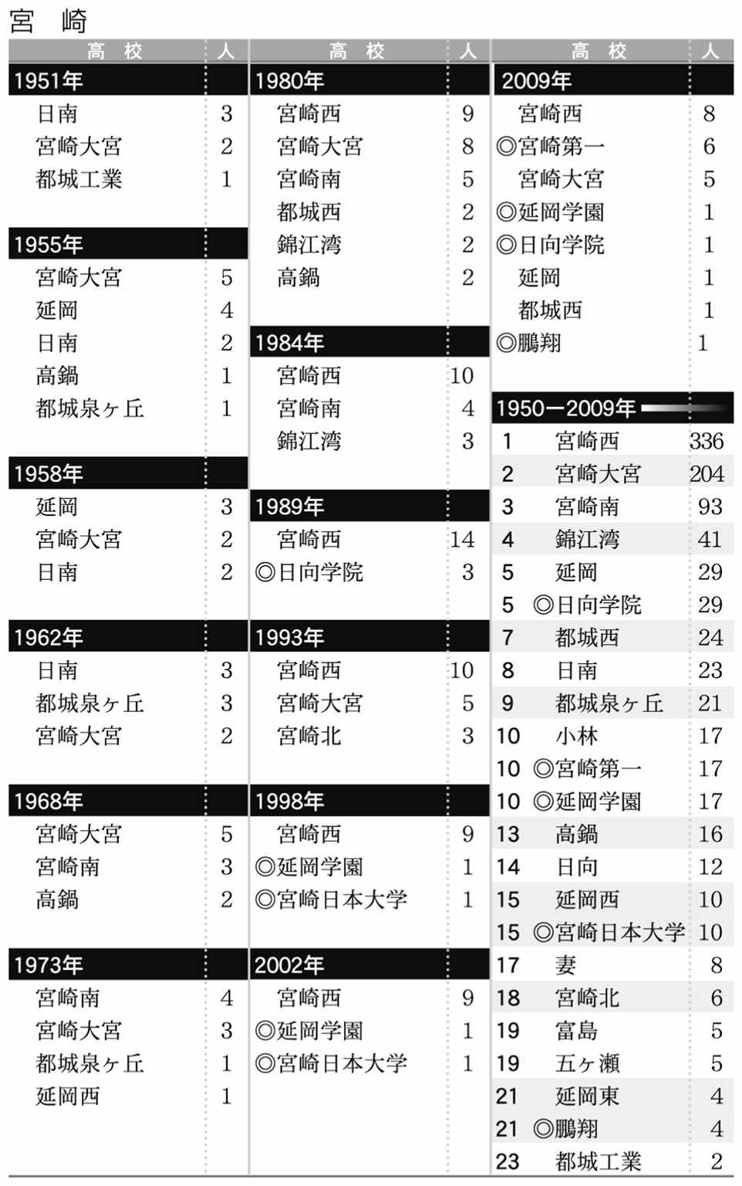 宮　崎
高　校　人
1951年
日南　3
宮崎大宮　2
都城工業　1
1955年
宮崎大宮　5
延岡　4
日南　2
高鍋　1
都城泉ヶ丘　1
1958年
延岡　3
宮崎大宮　2
日南　2
1962年
日南　3
都城泉ヶ丘　3
宮崎大宮　2
1968年
宮崎大宮　5
宮崎南　3
高鍋　2
1973年
宮崎南　4
宮崎大宮　3
都城泉ヶ丘　1
延岡西　1
高　校　人
1980年
宮崎西　9
宮崎大宮　8
宮崎南　5
都城西　2
錦江湾　2
高鍋　2
1984年
宮崎西　10
宮崎南　4
錦江湾　3
1989年
宮崎西　14
◎日向学院　3
1993年
宮崎西　10
宮崎大宮　5
宮崎北　3
1998年
宮崎西　9
◎延岡学園　1
◎宮崎日本大学　1
2002年
宮崎西　9
◎延岡学園　1
◎宮崎日本大学　1
高　校　人
2009年
宮崎西　8
◎宮崎第一　6
宮崎大宮　5
◎延岡学園　1
◎日向学院　1
延岡　1
都城西　1
◎鵬翔　1
1950ー2009年
1　宮崎西　336
2　宮崎大宮　204
3　宮崎南　93
4　錦江湾　41
5　延岡　29
5　◎日向学院　29
7　都城西　24
8　日南　23
9　都城泉ヶ丘　21
10　小林　17
10　◎宮崎第一　17
10　◎延岡学園　17
13　高鍋　16
14　日向　12
15　延岡西　10
15　◎宮崎日本大学　10
17　妻　8
18　宮崎北　6
19　富島　5
19　五ヶ瀬　5
21　延岡東　4
21　◎鵬翔　4
23　都城工業　2